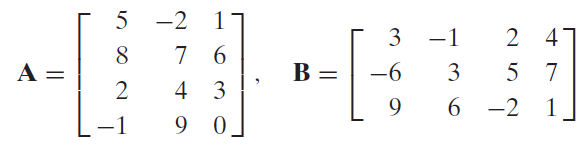 A = [ 5 −2 1
8 7 6
2 4 3
−1 9 0 ], B = [ 3 −1 2 4
−6 3 5 7
9 6 −2 1 ]